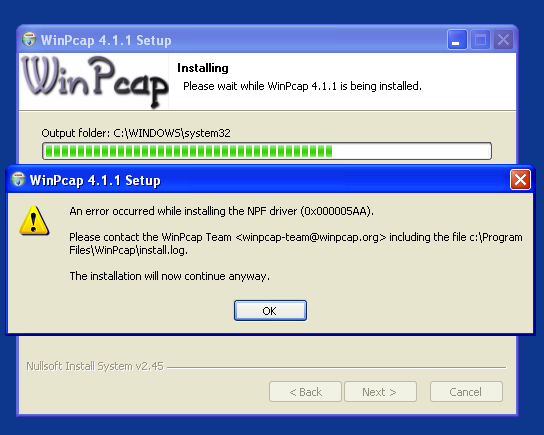 WinPcap 4.1.1 Setup
WinPcap
Installing
Please wait while WinPcap 4.1.1 is being installed.
Output folder: C:\WINDOWS\system32
WinPcap 4.1.1 Setup
An error occurred while installing the NPF driver (0x000005AA).
Please contact the WinPcap Team <winpcap-team@winpcap.org> including the file c:\Program
Files\WinPcap\install.log.
The installation will now continue anyway.
OK
Nullsoft Install System v2.45
< Back
Next >
Cancel